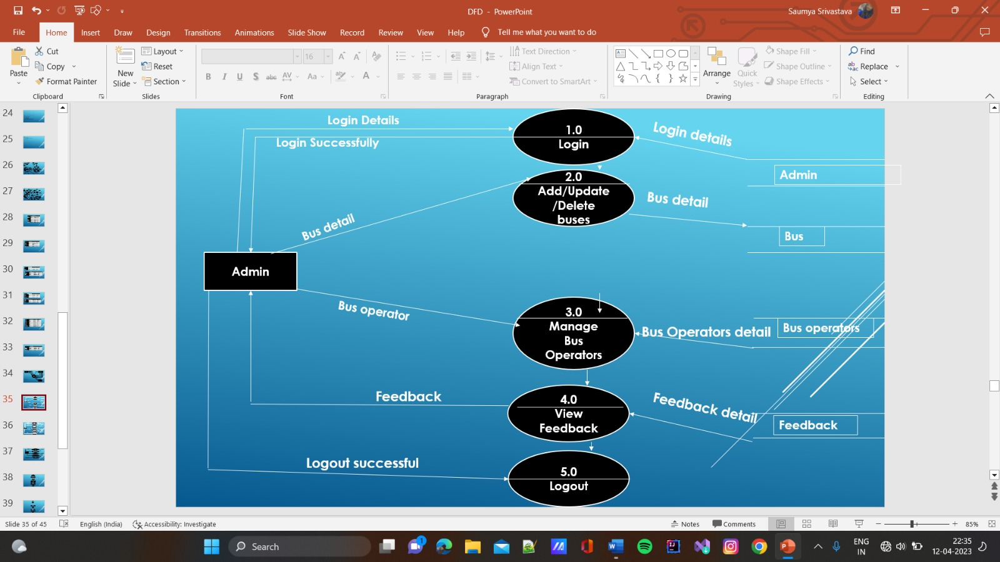 DFD - PowerPoint
Saumya Srivastava
File Home Insert Draw Design Transitions Animations Slide Show Record Review View Help Tell me what you want to do
Paste
Cut
Copy
Format Painter
Clipboard
New
Slide
Layout
Reset
Section
Slides
16
B I U S abc AV Aa A
Font
Text Direction
Align Text
Convert to SmartArt
Paragraph
Arrange
Quick
Styles
Shape Fill
Shape Outline
Shape Effects
Drawing
Find
Replace
Select
Editing
24
25
26
27
28
29
30
31
32
33
34
35
36
37
38
39
Login Details
Login Successfully
1.0
Login
Login details
Admin
2.0
Add/Update
/Delete
buses
Bus detail
Bus detail
Bus
Admin
Bus operator
3.0
Manage
Bus
Operators
Bus Operators detail
Bus operators
Feedback
4.0
View
Feedback
Feedback detail
Feedback
Logout successful
5.0
Logout
Slide 35 of 45 English (India) Accessibility: Investigate Notes Comments 85%
Search
ENG
IN
22:35
12-04-2023